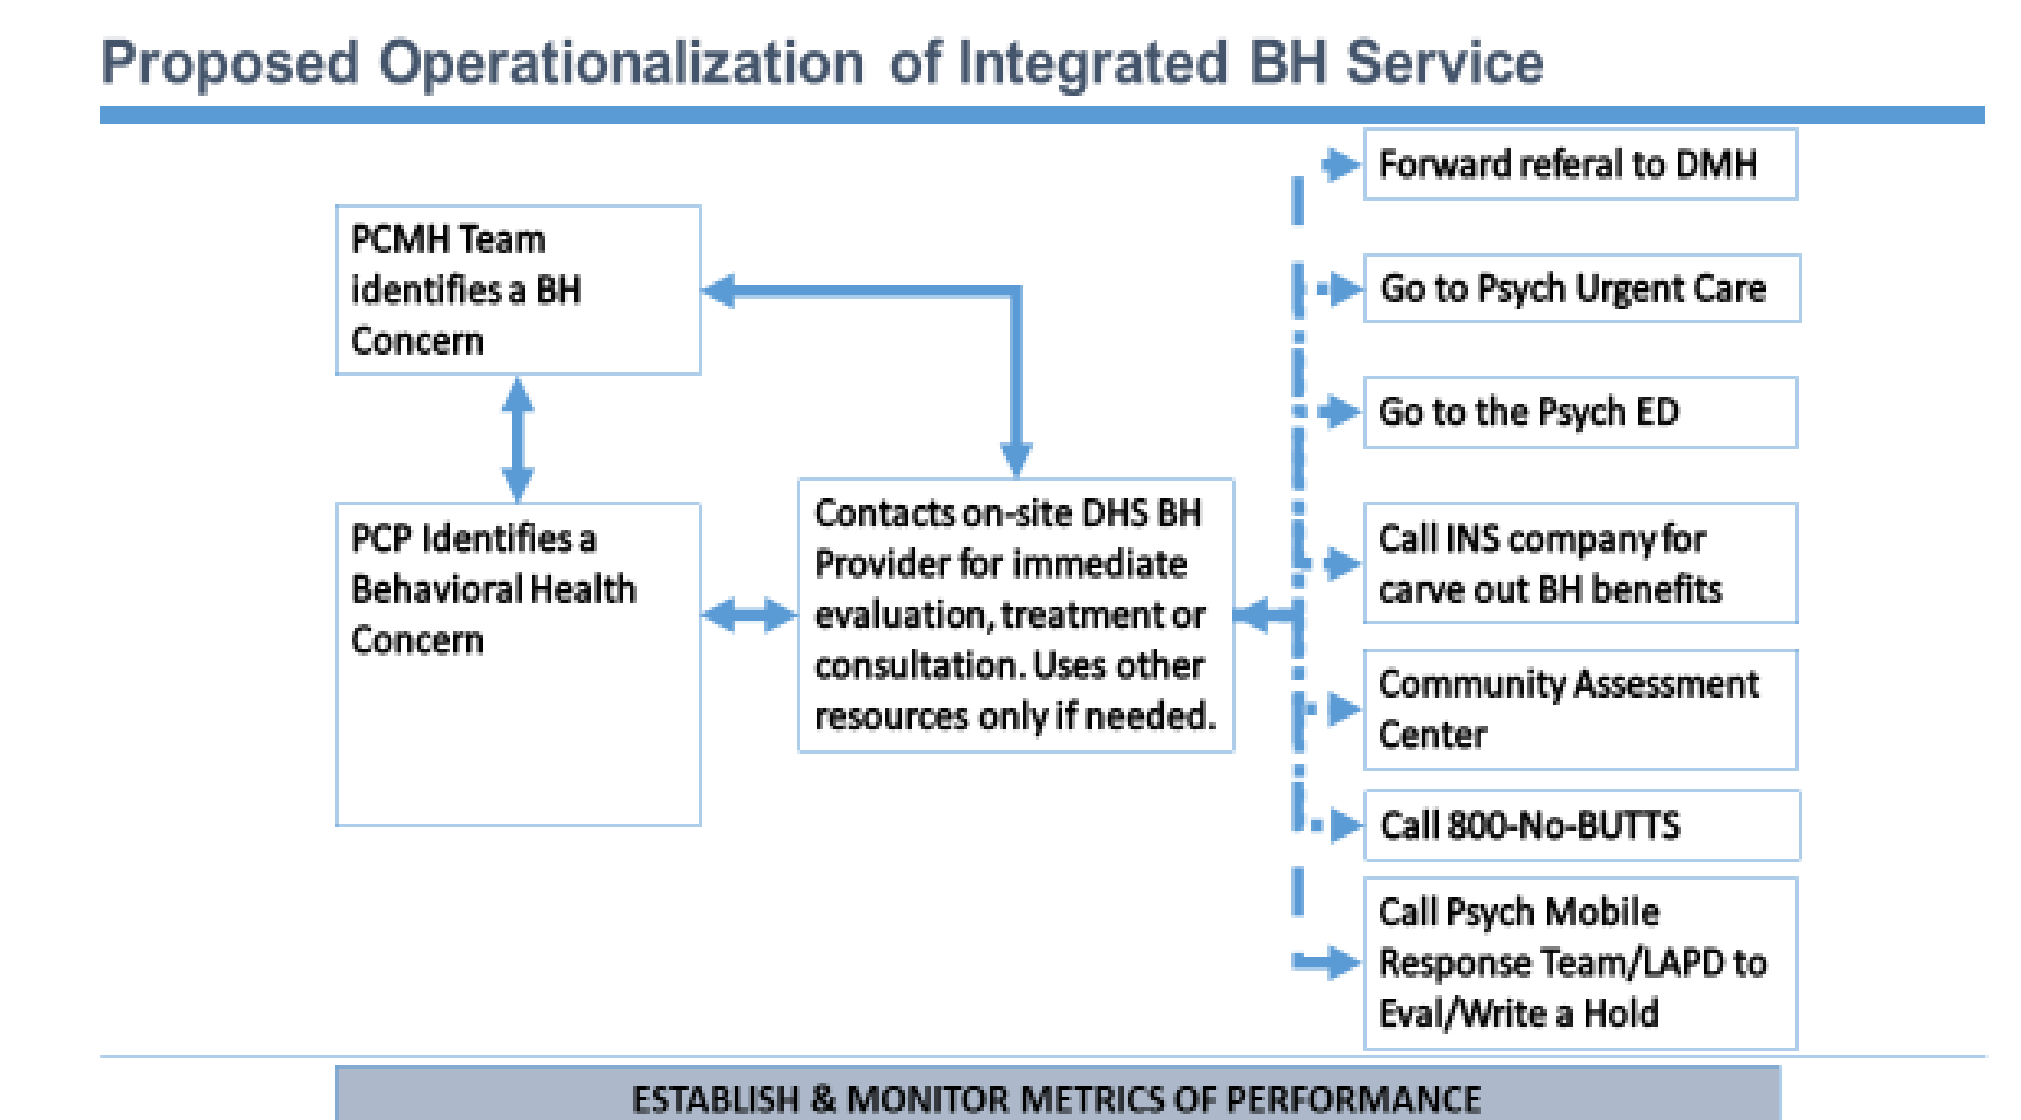 Proposed Operationalization of Integrated BH Service
PCMH Team
identifies a BH
Concern
PCP Identifies a
Behavioral Health
Concern
Contacts on-site DHS BH
Provider for immediate
evaluation, treatment or
consultation. Uses other
resources only if needed.
Forward referal to DMH
Go to Psych Urgent Care
Go to the Psych ED
Call INS company for
carve out BH benefits
Community Assessment
Center
Call 800-No-BUTTS
Call Psych Mobile
Response Team/LAPD to
Eval/Write a Hold
ESTABLISH & MONITOR METRICS OF PERFORMANCE